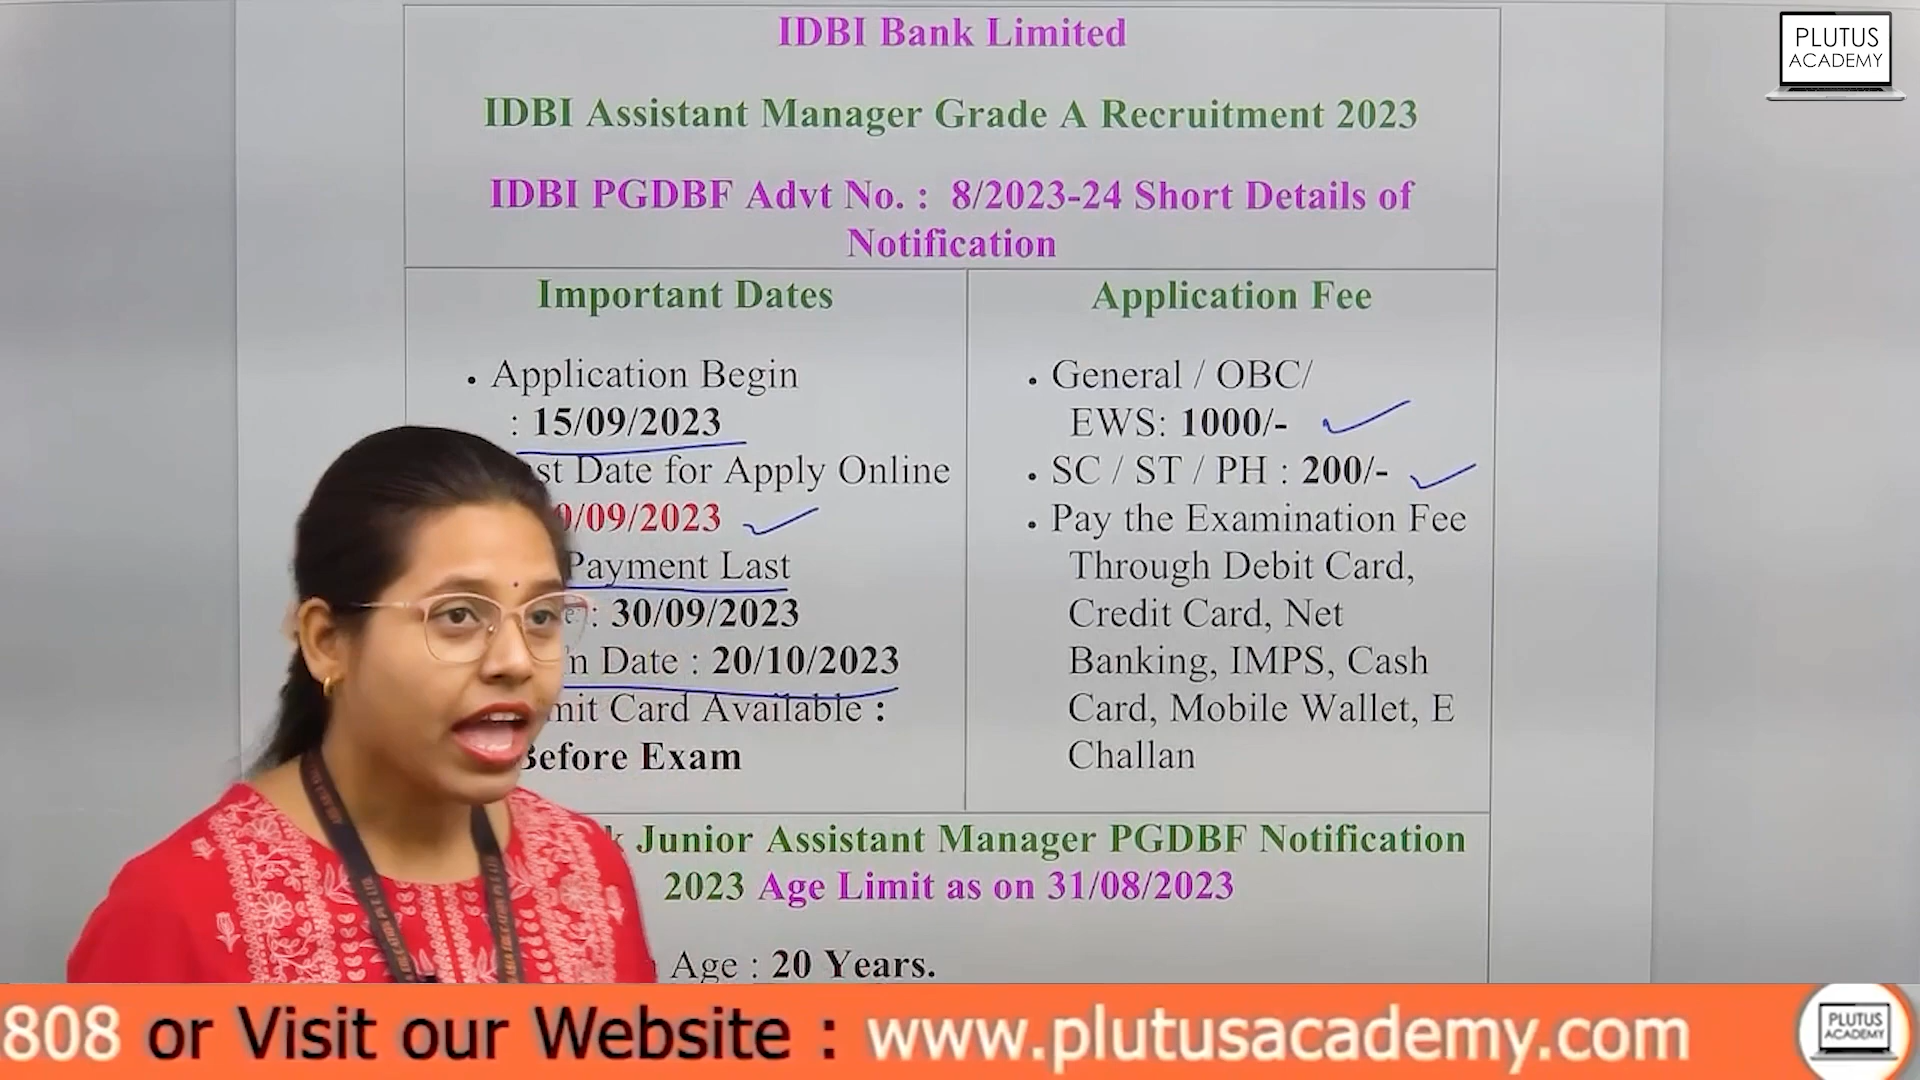 IDBI Bank Limited
PLUTUS
ACADEMY
IDBI Assistant Manager Grade A Recruitment 2023
IDBI PGDBF Advt No. : 8/2023-24 Short Details of
Notification
Important Dates
• Application Begin
: 15/09/2023
Date for Apply Online
/09/2023
Payment Last
: 30/09/2023
Date : 20/10/2023
Card Available :
Before Exam
Application Fee
• General / OBC/
EWS: 1000/-
• SC / ST / PH : 200/-
• Pay the Examination Fee
Through Debit Card,
Credit Card, Net
Banking, IMPS, Cash
Card, Mobile Wallet, E
Challan
Junior Assistant Manager PGDBF Notification
2023 Age Limit as on 31/08/2023
Age : 20 Years.
808 or Visit our Website : www.plutusacademy.com
PLUTUS
ACADEMY